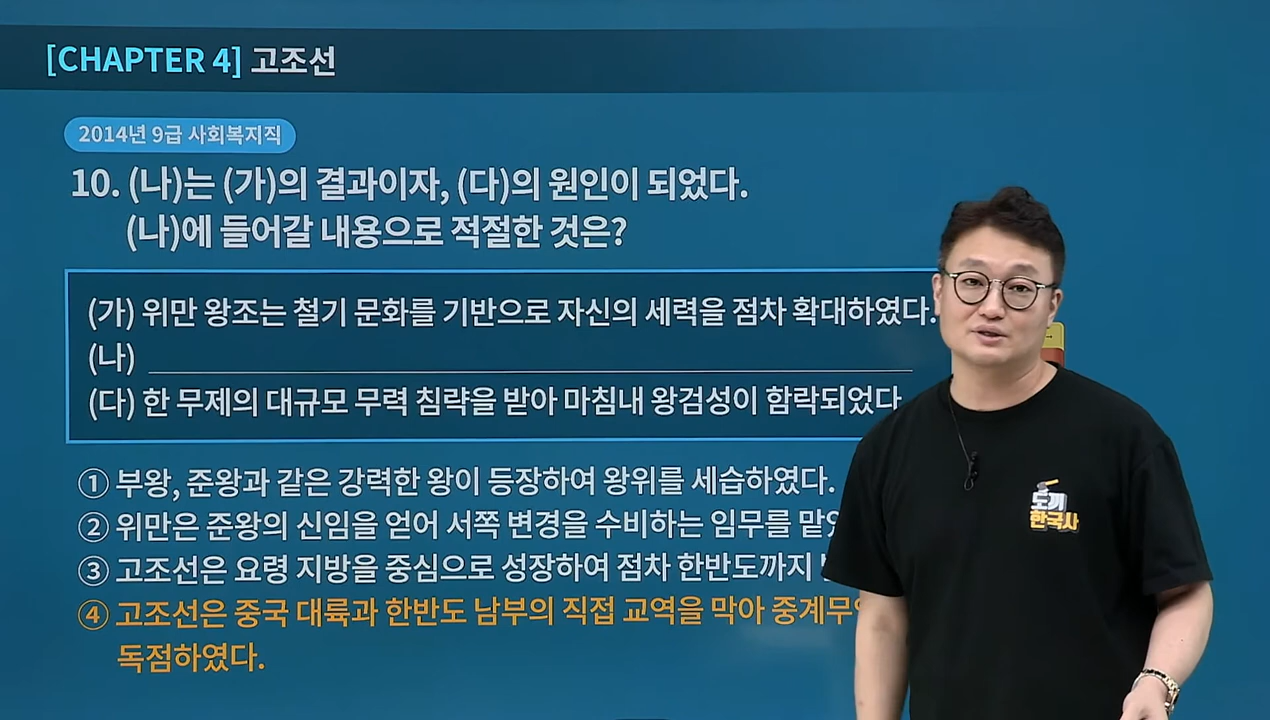 [CHAPTER 4] 고조선
2014년 9급 사회복지직
10. (나)는 (가)의 결과이자, (다)의 원인이 되었다.
(나)에 들어갈 내용으로 적절한 것은?
(가) 위만 왕조는 철기 문화를 기반으로 자신의 세력을 점차 확대하였다.
(나)
(다) 한 무제의 대규모 무력 침략을 받아 마침내 왕검성이 함락되었다
① 부왕, 준왕과 같은 강력한 왕이 등장하여 왕위를 세습하였다.
② 위만은 준왕의 신임을 얻어 서쪽 변경을 수비하는 임무를
③ 고조선은 요령 지방을 중심으로 성장하여 점차 한반도까지
④ 고조선은 중국 대륙과 한반도 남부의 직접 교역을 막아
독점하였다.
도끼
한국사